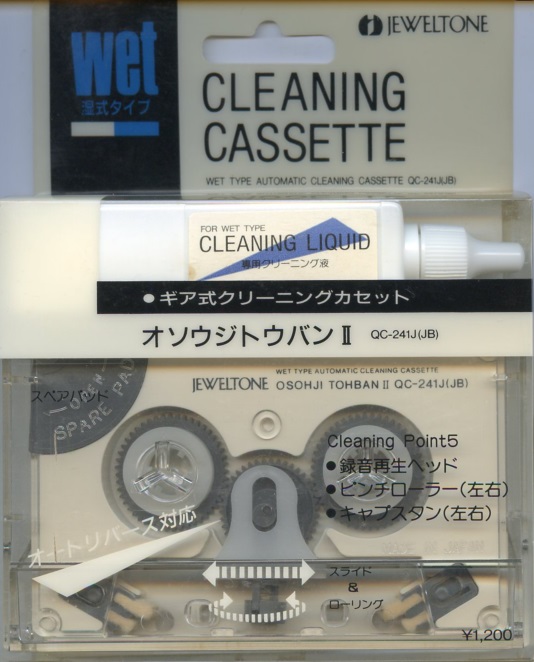 wet
湿式タイプ
JEWELTONE
CLEANING
CASSETTE
WET TYPE AUTOMATIC CLEANING CASSETTE QC-241J(JB)
FOR WET TYPE
CLEANING LIQUID
専用クリーニング液
●ギア式クリーニングカセット
オソウジトウバンⅡ QC-241J(JB)
WET TYPE AUTOMATIC CLEANING CASSETTE
JEWELTONE OSOHJI TOHBANⅡ QC-241J(JB)
スペアパッド
OPEN
SPARE PAD
Cleaning Point5
●録音再生ヘッド
●ピンチローラー(左右)
●キャプスタン(左右)
オートリバース対応
スライド
&
ローリング
¥1,200